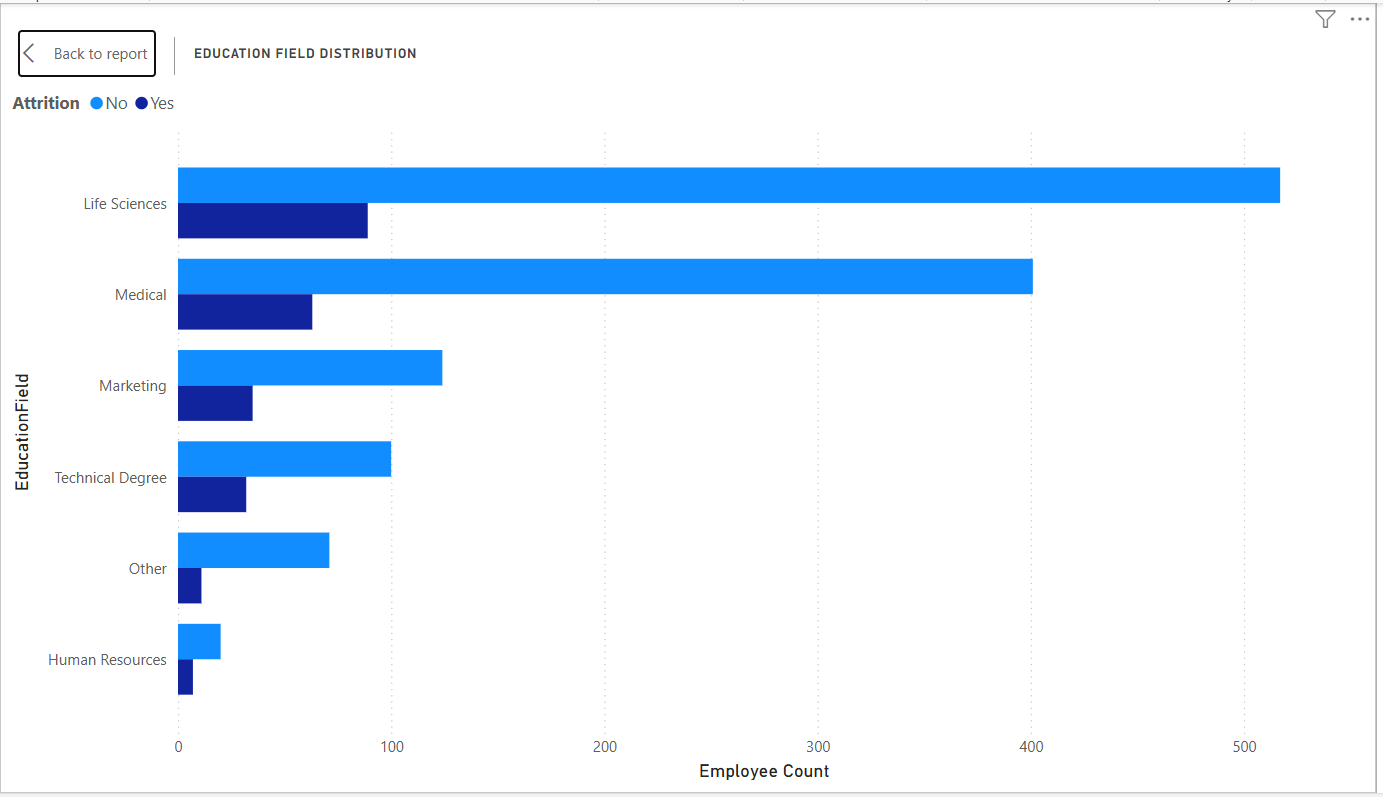 Back to report
EDUCATION FIELD DISTRIBUTION
Attrition No Yes
Life Sciences
Medical
Marketing
Technical Degree
Other
Human Resources
EducationField
0 100 200 300 400 500
Employee Count